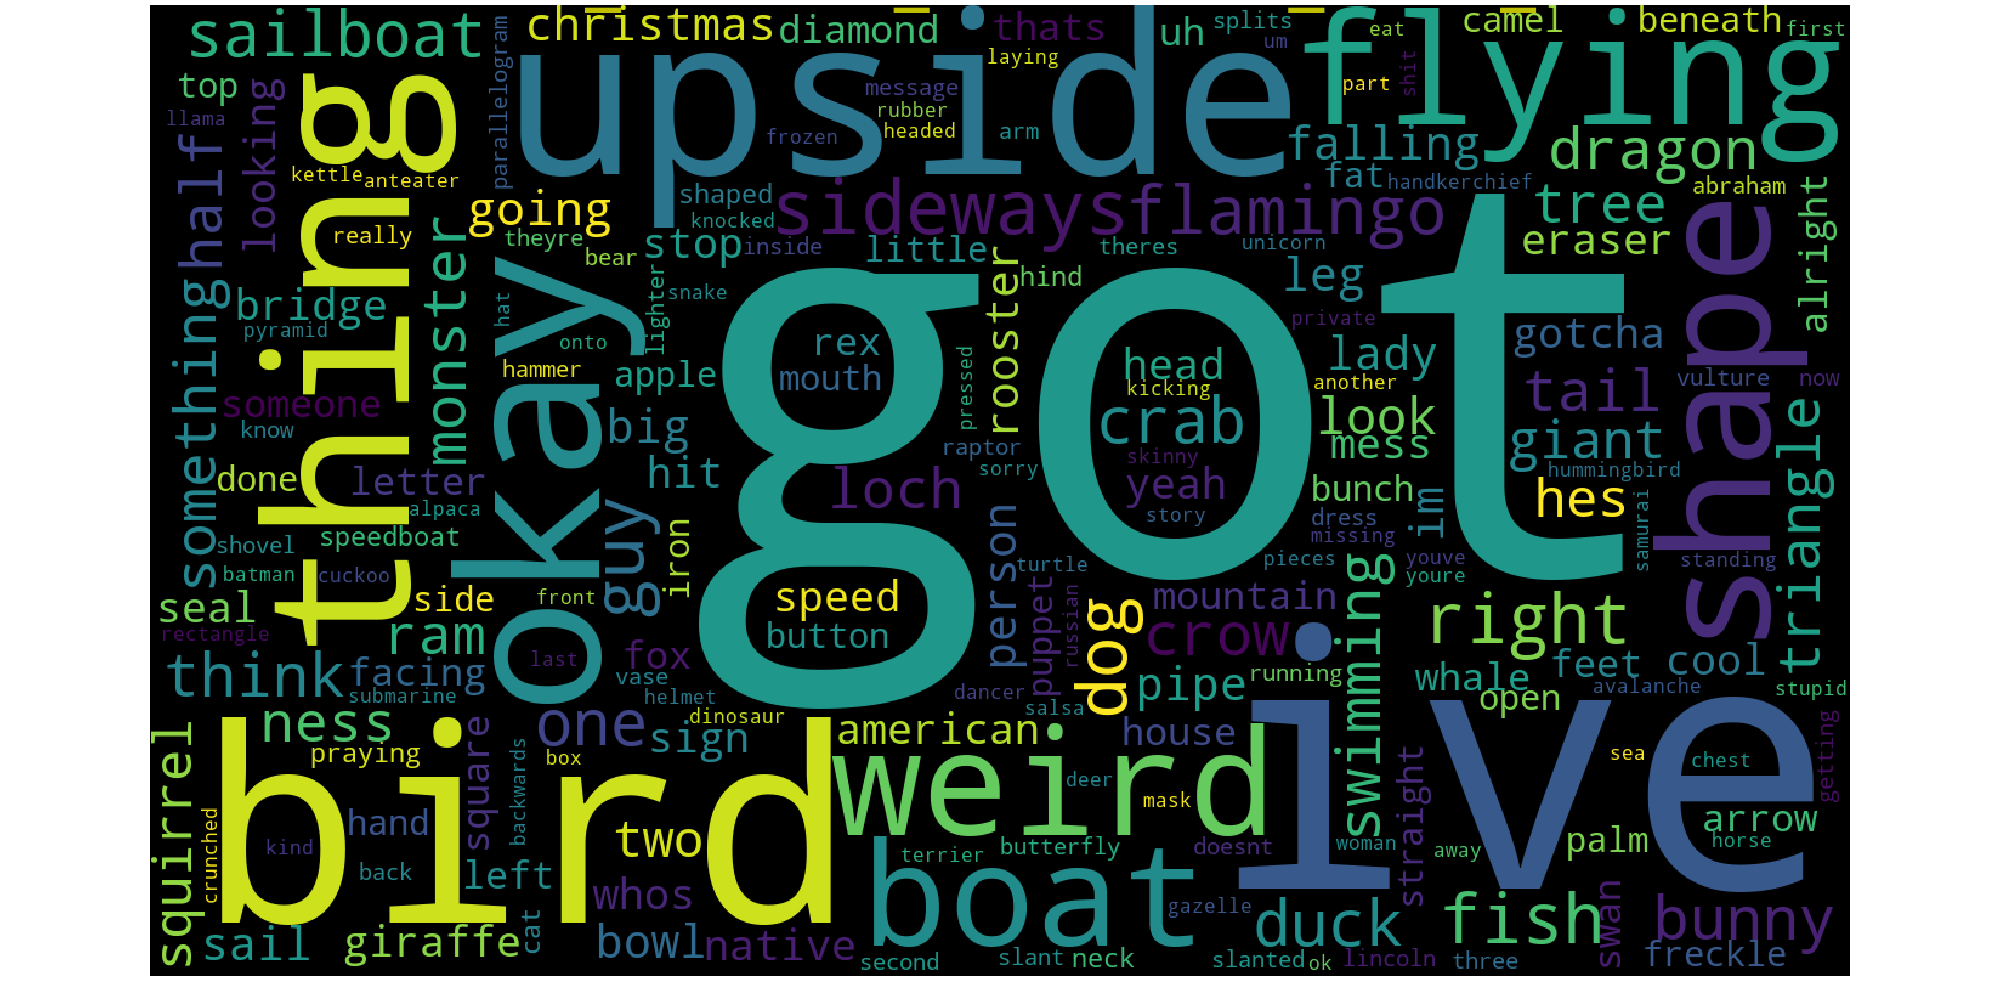 sailboat
christmas
diamond
thats
uh
splits
um
eat
camel
beneath
first
laying
upside
flying
top
looking
parallelogram
message
part
shit
llama
rubber
headed
frozen
arm
falling
dragon
half
thing
kettle
anteater
shaped
sideways
flamingo
fat
handkerchief
tree
abraham
alright
going
knocked
really
monster
theyre
stop
inside
little
theres
unicorn
eraser
shape
bear
bridge
okay
hat
lighter
snake
rooster
hind
leg
pyramid
onto
got
private
gotcha
something
rex
head
lady
hammer
apple
mouth
kicking
another
tail
vulture
now
someone
pressed
crab
look
know
big
raptor
mess
giant
triangle
done
letter
hit
loch
sorry
skinny
yeah
bunch
hummingbird
hes
alpaca
story
im
dress
samurai
shovel
speedboat
guy
iron
person
missing
batman
cuckoo
turtle
pieces
youve
youre
standing
seal
side
front
speed
puppet
russian
dog
mountain
swimming
right
rectangle
ram
button
crow
ive
think
facing
last
fox
vase
helmet
submarine
dancer
salsa
pipe
running
whale
feet
cool
open
avalanche
stupid
squirrel
ness
square
one
sign
dinosaur
american
house
praying
backwards
box
weird
deer
mask
straight
sea
chest
getting
bird
crunched
kind
hand
two
back
left
terrier
butterfly
doesnt
woman
away
palm
arrow
horse
whos
boat
gazelle
duck
fish
swan
bunny
sail
giraffe
cat
bowl
native
second
slant
neck
slanted
ok
lincoln
three
freckle